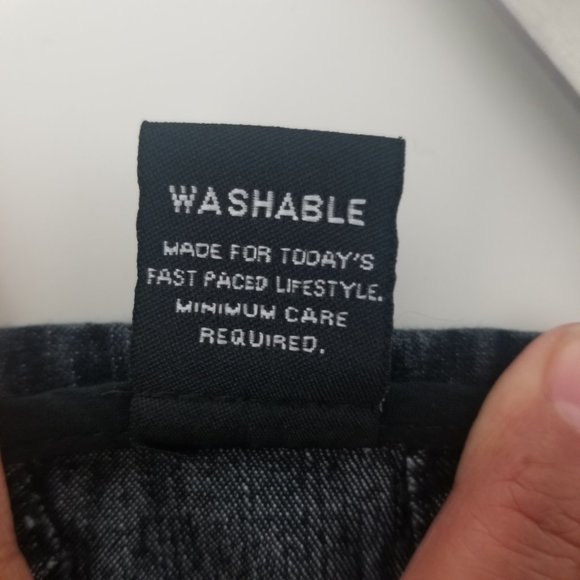 WASHABLE
MADE FOR TODAY'S
FAST PACED LIFESTYLE.
MINIMUM CARE
REQUIRED.